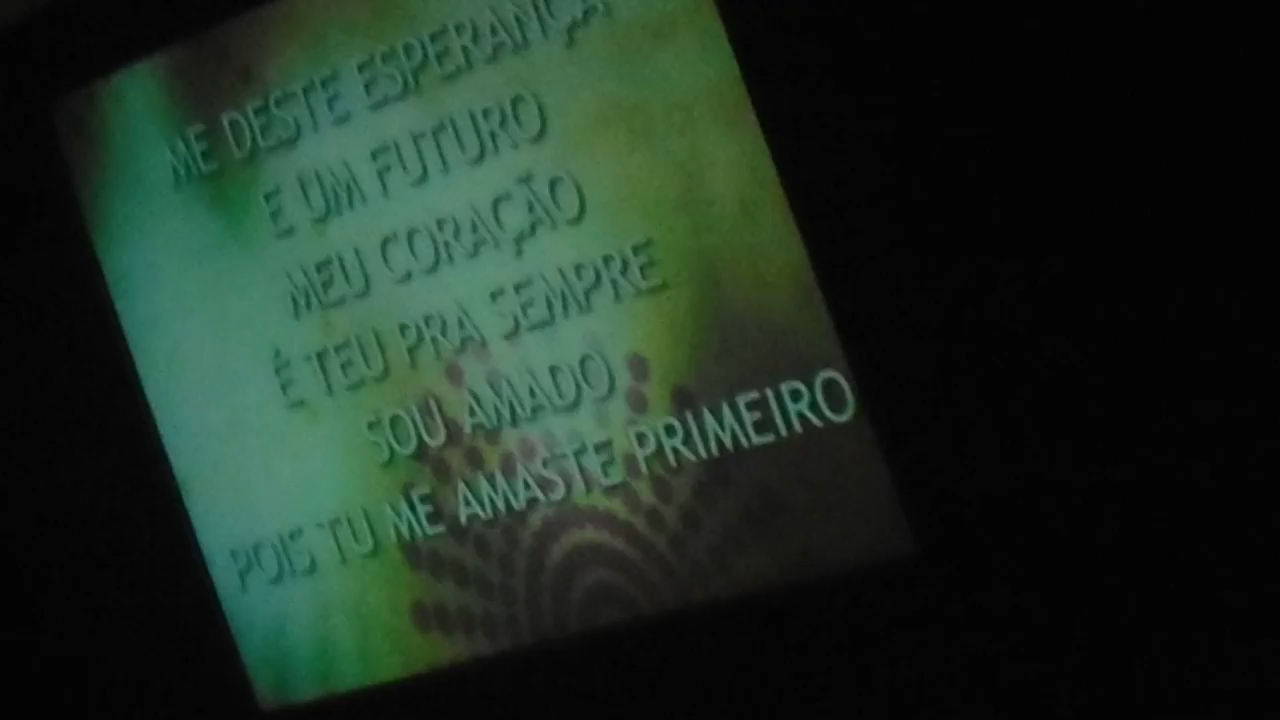 ME DESTE ESPERANÇA
E UM FUTURO
MEU CORAÇÃO
É TEU PRA SEMPRE
SOU AMADO
POIS TU ME AMASTE PRIMEIRO